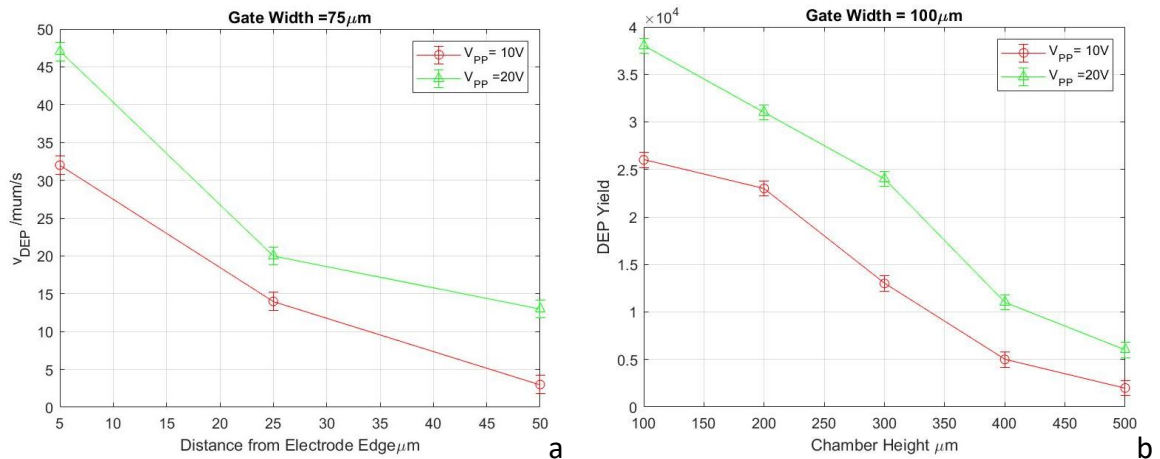 Gate Width =75μm
50
45
40
35
30
25
20
15
10
5
0
v_DEP /mum/s
V_PP = 10V
V_PP =20V
5 10 15 20 25 30 35 40 45 50
Distance from Electrode Edgeμm
a
Gate Width = 100μm
×10⁴
4
3.5
3
2.5
2
1.5
1
0.5
0
DEP Yield
V_PP = 10V
V_PP =20V
100 150 200 250 300 350 400 450 500
Chamber Height μm
b